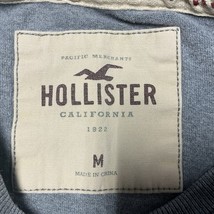 PACIFIC MERCHANTS
HOLLISTER
CALIFORNIA
1922
M
MADE IN CHINA